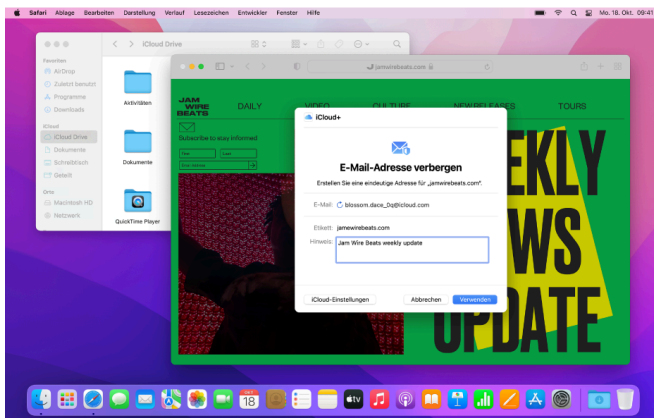 Safari Ablage Bearbeiten Darstellung Verlauf Lesezeichen Entwickler Fenster Hilfe
Mo. 18. Okt. 09:41
iCloud Drive
Favoriten
AirDrop
Zuletzt benutzt
Programme
Downloads
iCloud
iCloud Drive
Dokumente
Schreibtisch
Geteilt
Orte
Macintosh HD
Netzwerk
Aktivitäten
Dokumente
QuickTime Player
jamwirebeats.com
JAM
WIRE
BEATS
DAILY
VIDEO
CULTURE
NEW RELEASES
TOURS
Subscribe to stay informed
EKLY
WS
UPDATE
iCloud+
E-Mail-Adresse verbergen
Erstellen Sie eine eindeutige Adresse für „jamwirebeats.com“.
E-Mail: blossom.dace_0q@icloud.com
Etikett: jamewirebeats.com
Hinweis: Jam Wire Beats weekly update
iCloud-Einstellungen
Abbrechen
Verwenden
OKT
18
tv